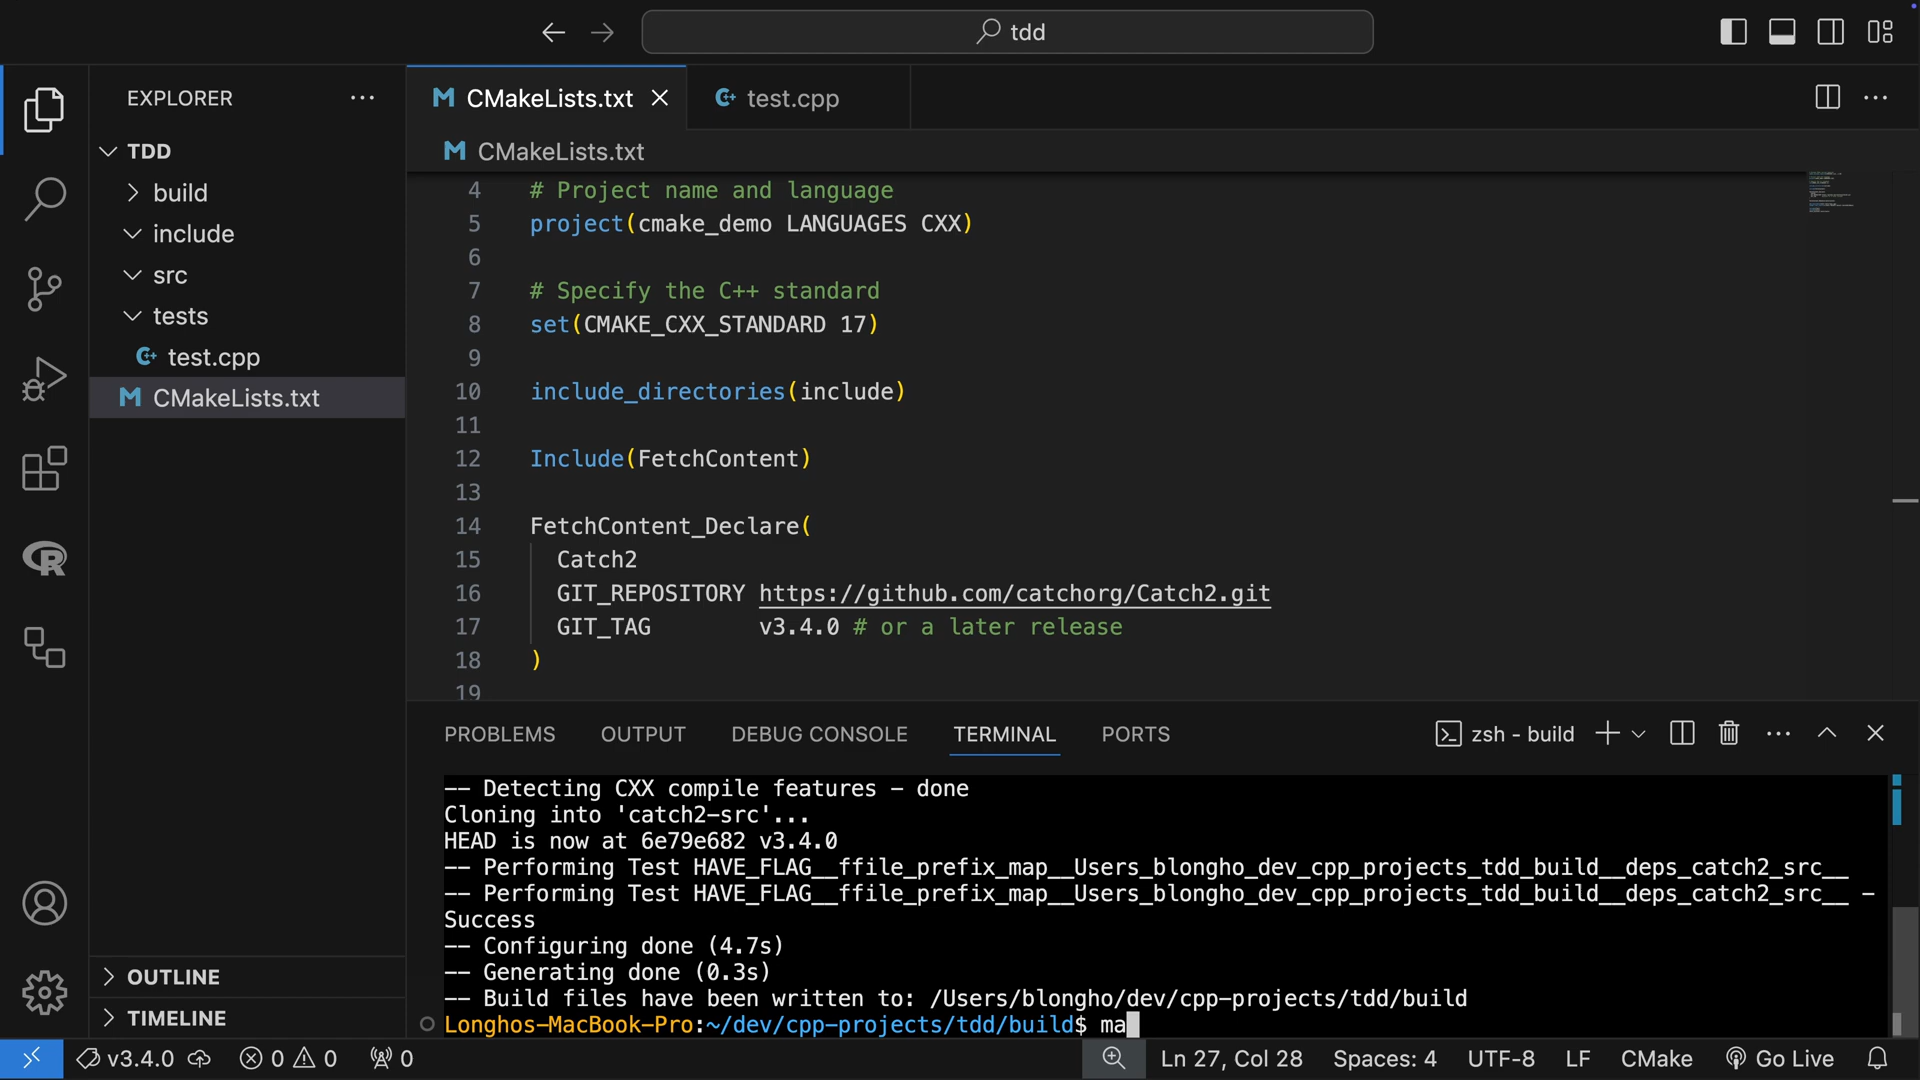 tdd
EXPLORER
TDD
build
include
src
tests
test.cpp
CMakeLists.txt
OUTLINE
TIMELINE
CMakeLists.txt
test.cpp
CMakeLists.txt
4 # Project name and language
5 project(cmake_demo LANGUAGES CXX)
6
7 # Specify the C++ standard
8 set(CMAKE_CXX_STANDARD 17)
9
10 include_directories(include)
11
12 Include(FetchContent)
13
14 FetchContent_Declare(
15 Catch2
16 GIT_REPOSITORY https://github.com/catchorg/Catch2.git
17 GIT_TAG v3.4.0 # or a later release
18 )
19
PROBLEMS OUTPUT DEBUG CONSOLE TERMINAL PORTS zsh - build
-- Detecting CXX compile features - done
Cloning into 'catch2-src'...
HEAD is now at 6e79e682 v3.4.0
-- Performing Test HAVE_FLAG__ffile_prefix_map__Users_blongho_dev_cpp_projects_tdd_build__deps_catch2_src__
-- Performing Test HAVE_FLAG__ffile_prefix_map__Users_blongho_dev_cpp_projects_tdd_build__deps_catch2_src__ -
Success
-- Configuring done (4.7s)
-- Generating done (0.3s)
-- Build files have been written to: /Users/blongho/dev/cpp-projects/tdd/build
Longhos-MacBook-Pro:~/dev/cpp-projects/tdd/build$ ma
v3.4.0 0 0 0 Ln 27, Col 28 Spaces: 4 UTF-8 LF CMake Go Live